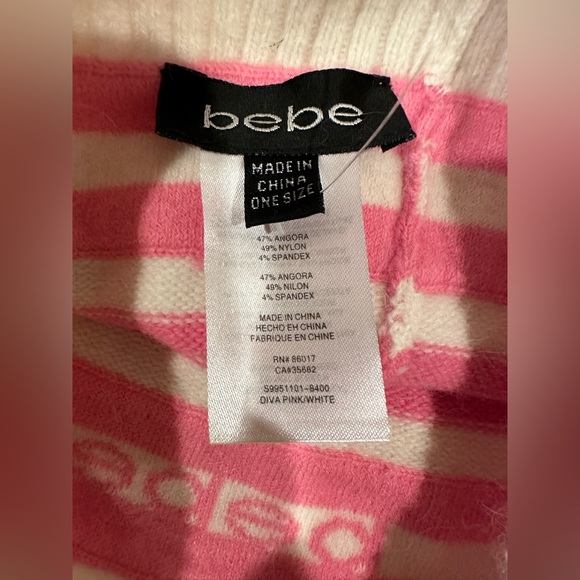 bebe
MADE IN
CHINA
ONE SIZE
47% ANGORA
49% NYLON
4% SPANDEX
47% ANGORA
49% NILON
4% SPANDEX
MADE IN CHINA
HECHO EH CHINA
FABRIQUE EN CHINE
RN# 86017
CA#35682
S9951101-8400
DIVA PINK/WHITE